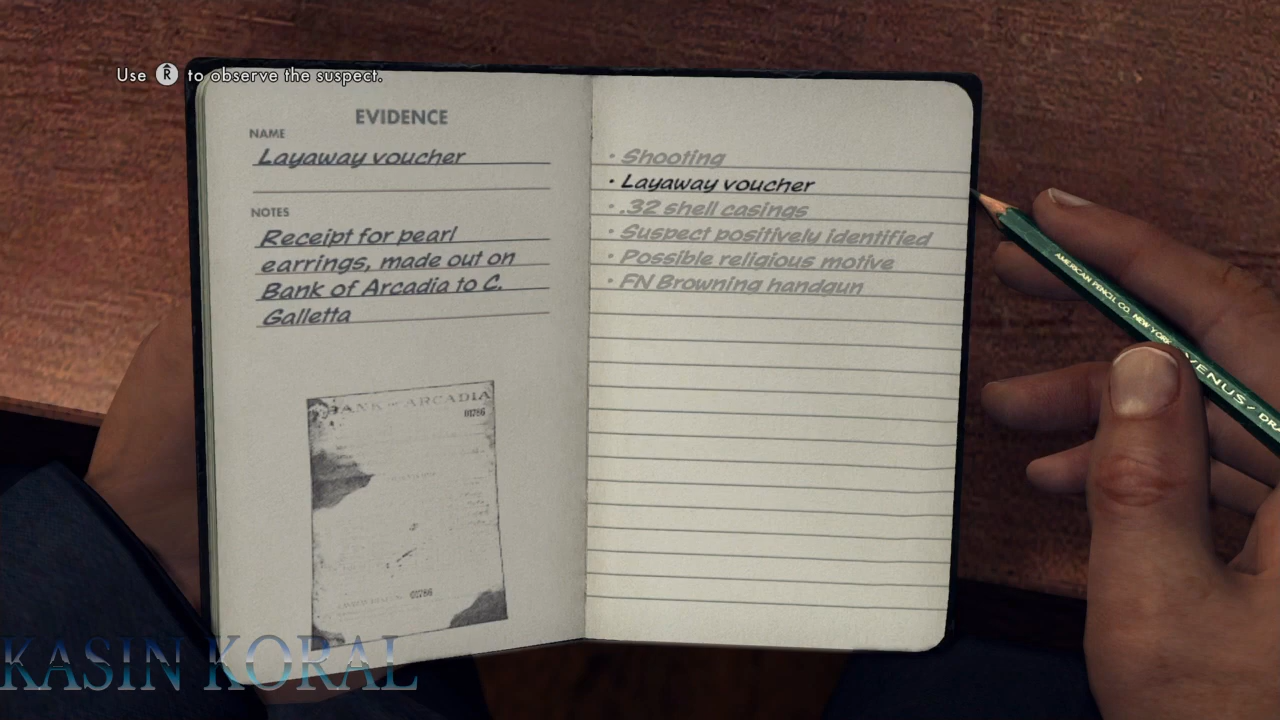 Use R to observe the suspect.
EVIDENCE
NAME
Layaway voucher
NOTES
Receipt for pearl
earrings, made out on
Bank of Arcadia to C.
Galletta
BANK OF ARCADIA
01786
01786
• Shooting
• Layaway voucher
• .32 shell casings
• Suspect positively identified
• Possible religious motive
• FN Browning handgun
AMERICAN PENCIL CO. NEW YORK
VENUS
KASIN KORAL